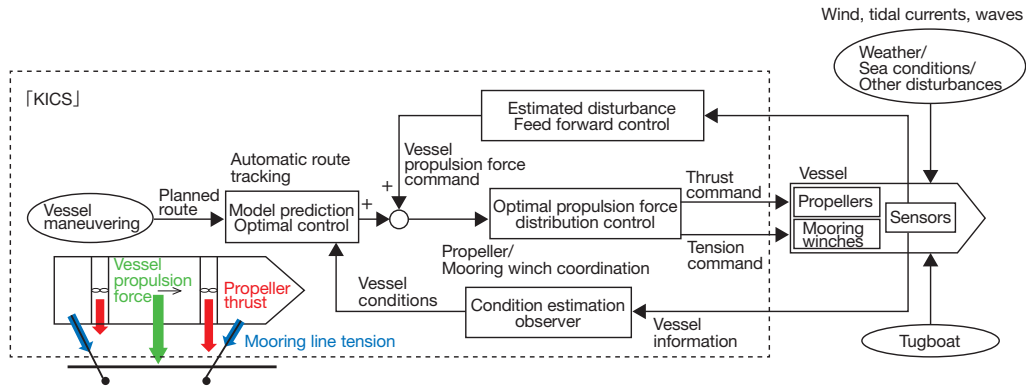 Wind, tidal currents, waves
Weather/
Sea conditions/
Other disturbances
「KICS」
Estimated disturbance
Feed forward control
Vessel
propulsion force
command
Automatic route
tracking
Planned
route
Vessel
maneuvering
Model prediction
Optimal control
+
+
Optimal propulsion force
distribution control
Thrust
command
Tension
command
Vessel
Propellers
Mooring
winches
Sensors
Propeller/
Mooring winch coordination
Vessel
conditions
Condition estimation
observer
Vessel
information
Tugboat
Vessel
propulsion
force
Propeller
thrust
Mooring line tension